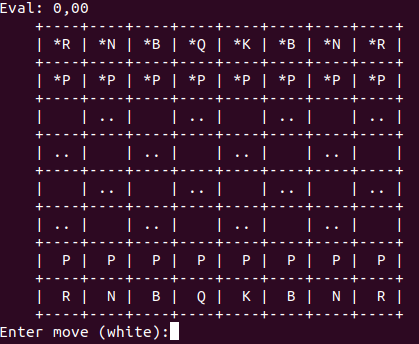 Eval: 0,00
+----+----+----+----+----+----+----+----+
| *R | *N | *B | *Q | *K | *B | *N | *R |
+----+----+----+----+----+----+----+----+
| *P | *P | *P | *P | *P | *P | *P | *P |
+----+----+----+----+----+----+----+----+
|    | .. |    | .. |    | .. |    | .. |
+----+----+----+----+----+----+----+----+
| .. |    | .. |    | .. |    | .. |    |
+----+----+----+----+----+----+----+----+
|    | .. |    | .. |    | .. |    | .. |
+----+----+----+----+----+----+----+----+
| .. |    | .. |    | .. |    | .. |    |
+----+----+----+----+----+----+----+----+
|  P |  P |  P |  P |  P |  P |  P |  P |
+----+----+----+----+----+----+----+----+
|  R |  N |  B |  Q |  K |  B |  N |  R |
+----+----+----+----+----+----+----+----+
Enter move (white):